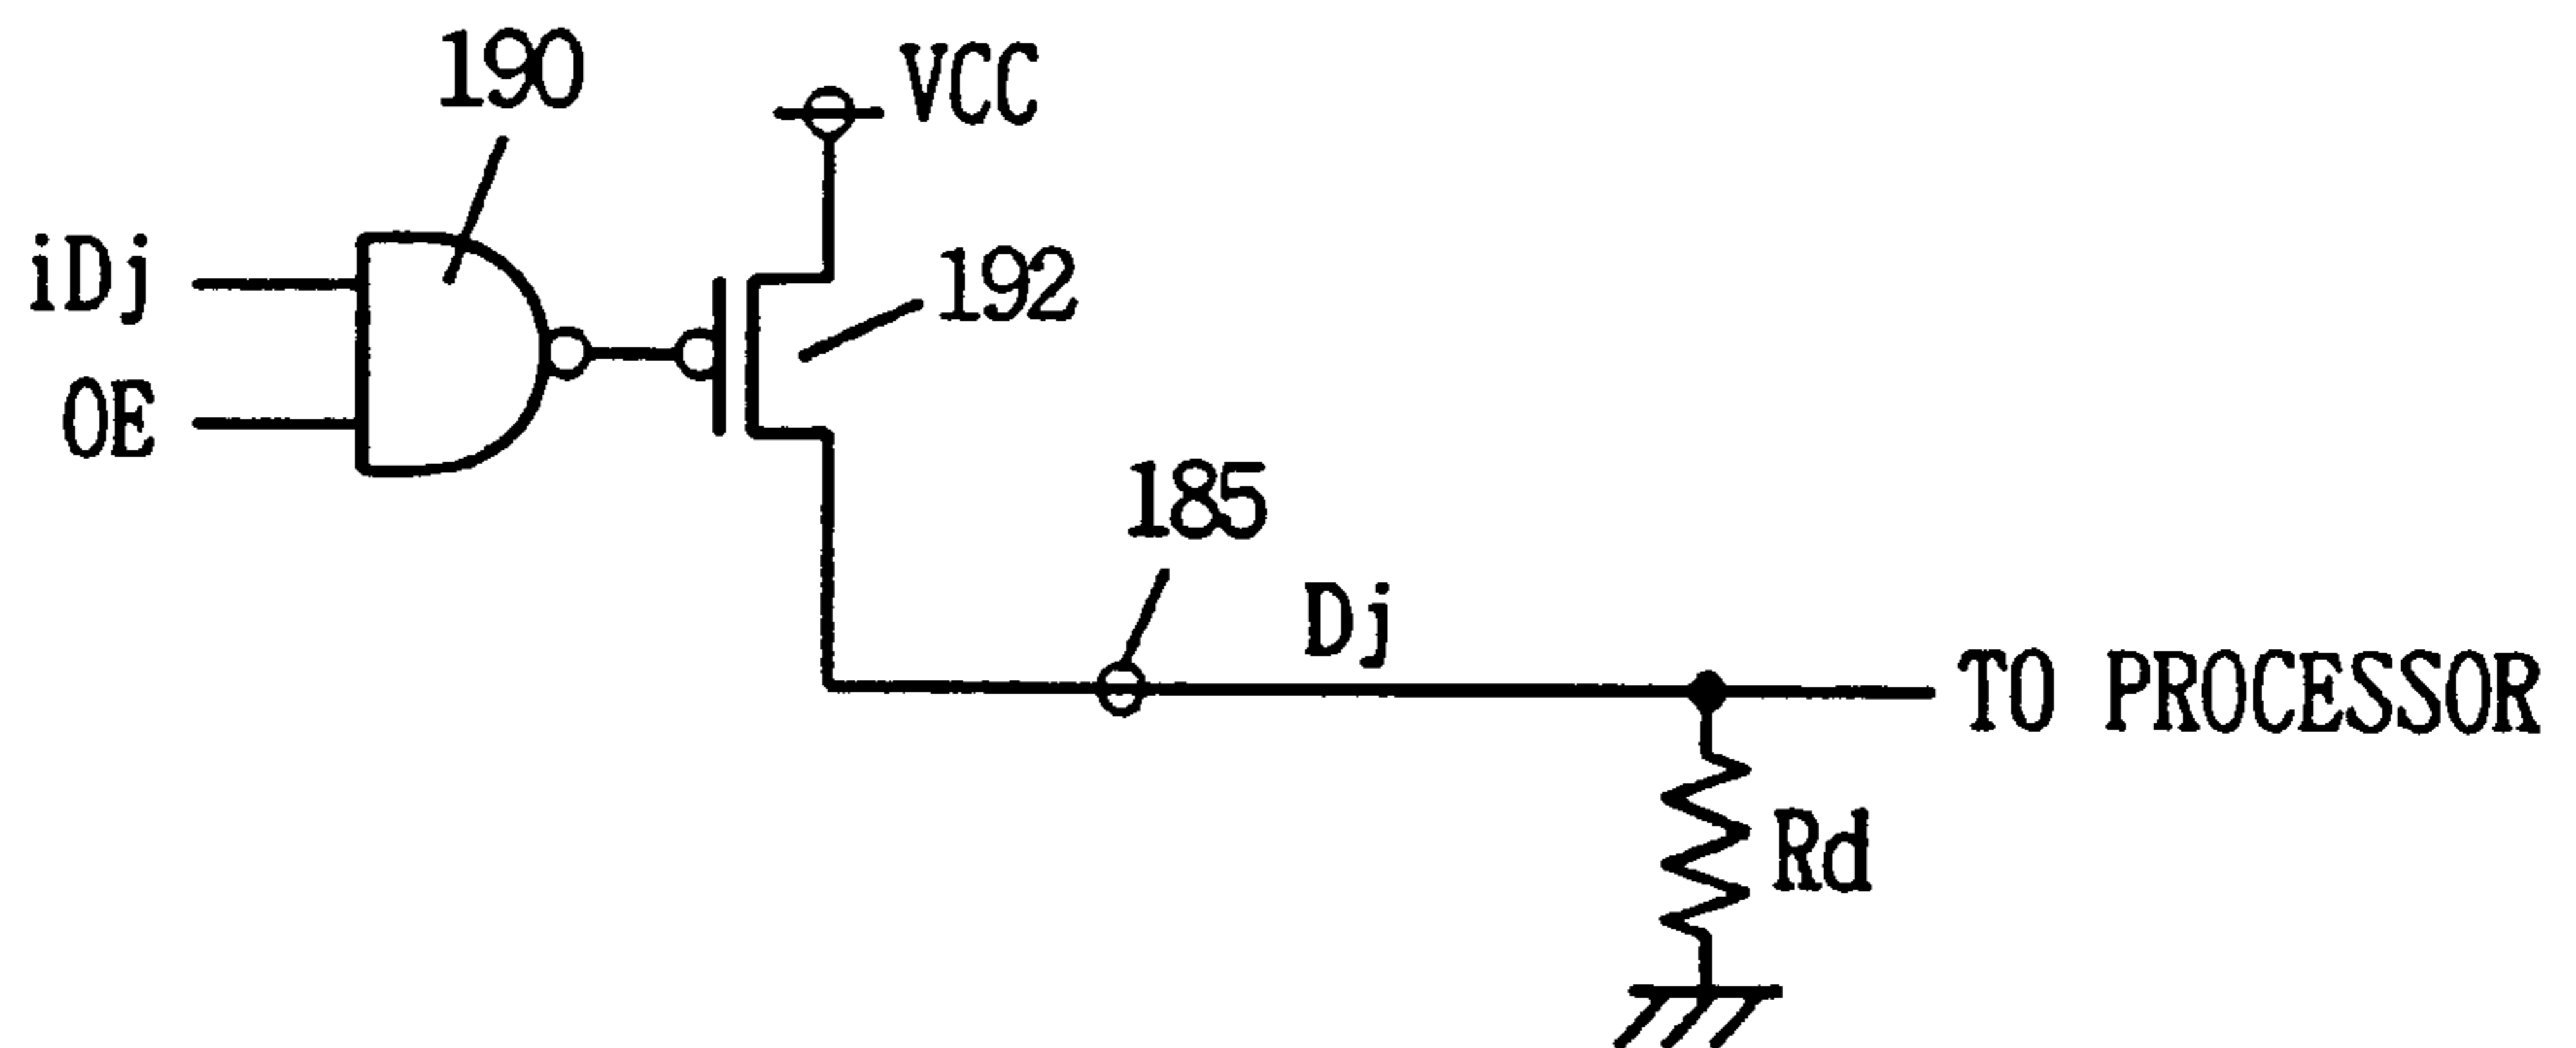 190
VCC
iDj
192
OE
185
Dj
TO PROCESSOR
Rd